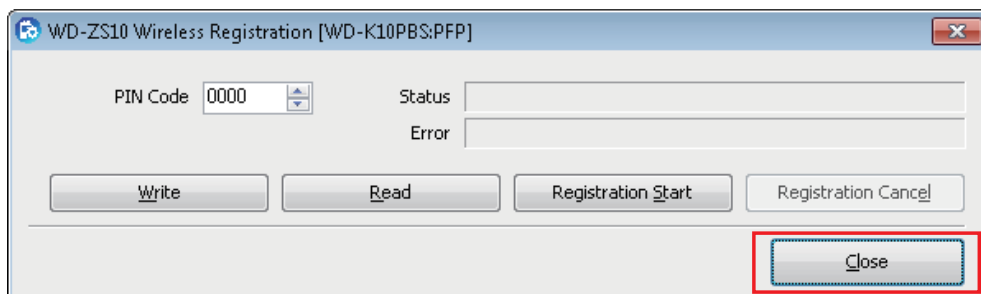 WD-ZS10 Wireless Registration [WD-K10PBS:PFP]
PIN Code 0000 Status
Error
Write Read Registration Start Registration Cancel
Close